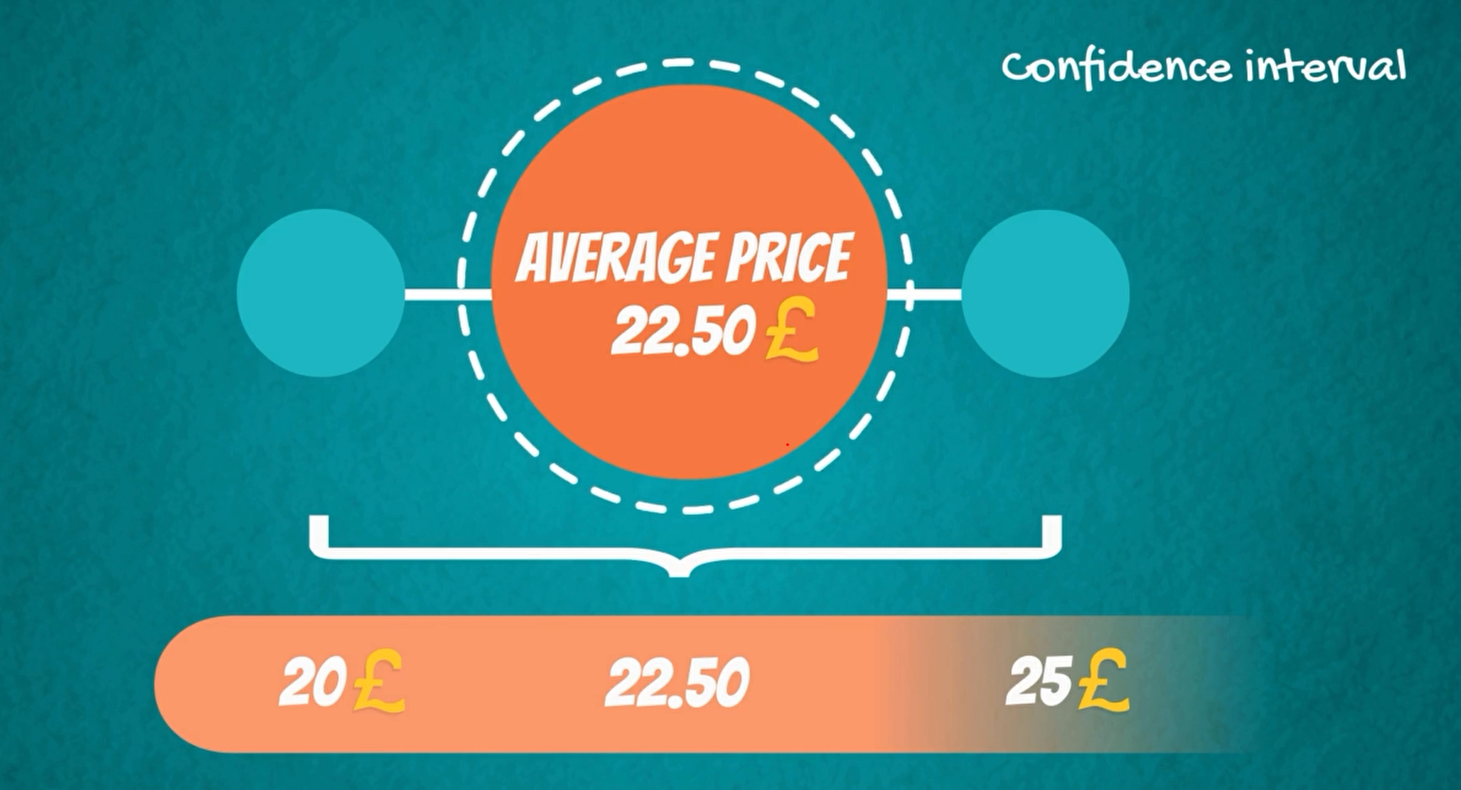 Confidence interval
AVERAGE PRICE
22.50 £
20 £ 22.50 25 £